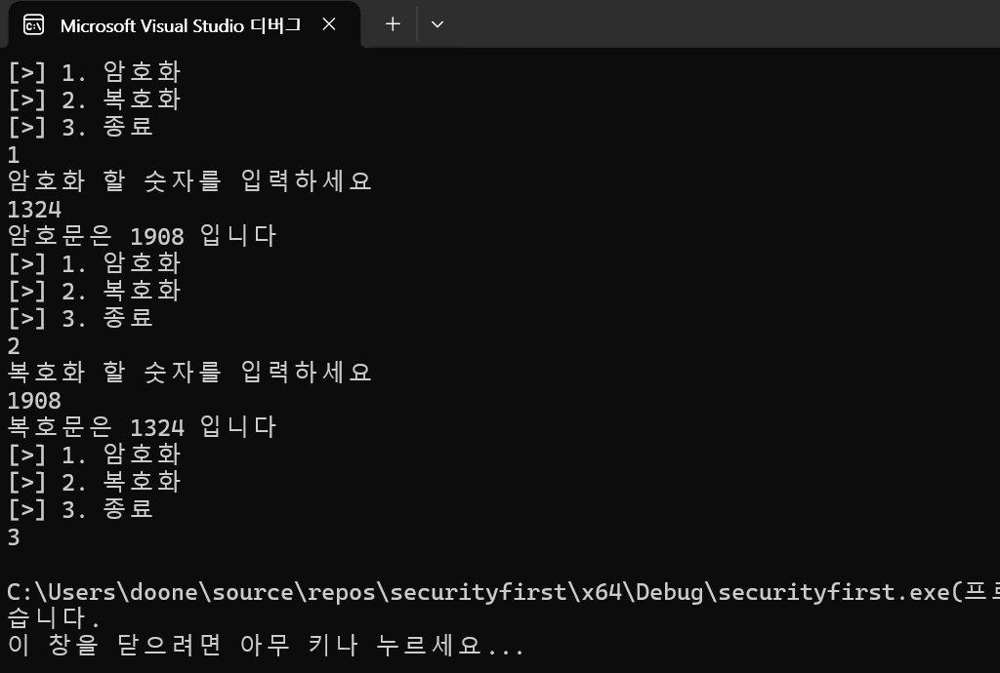 Microsoft Visual Studio 디버그
[>] 1. 암호화
[>] 2. 복호화
[>] 3. 종료
1
암호화 할 숫자를 입력하세요
1324
암호문은 1908 입니다
[>] 1. 암호화
[>] 2. 복호화
[>] 3. 종료
2
복호화 할 숫자를 입력하세요
1908
복호문은 1324 입니다
[>] 1. 암호화
[>] 2. 복호화
[>] 3. 종료
3
C:\Users\doone\source\repos\securityfirst\x64\Debug\securityfirst.exe(프로
습니다.
이 창을 닫으려면 아무 키나 누르세요...